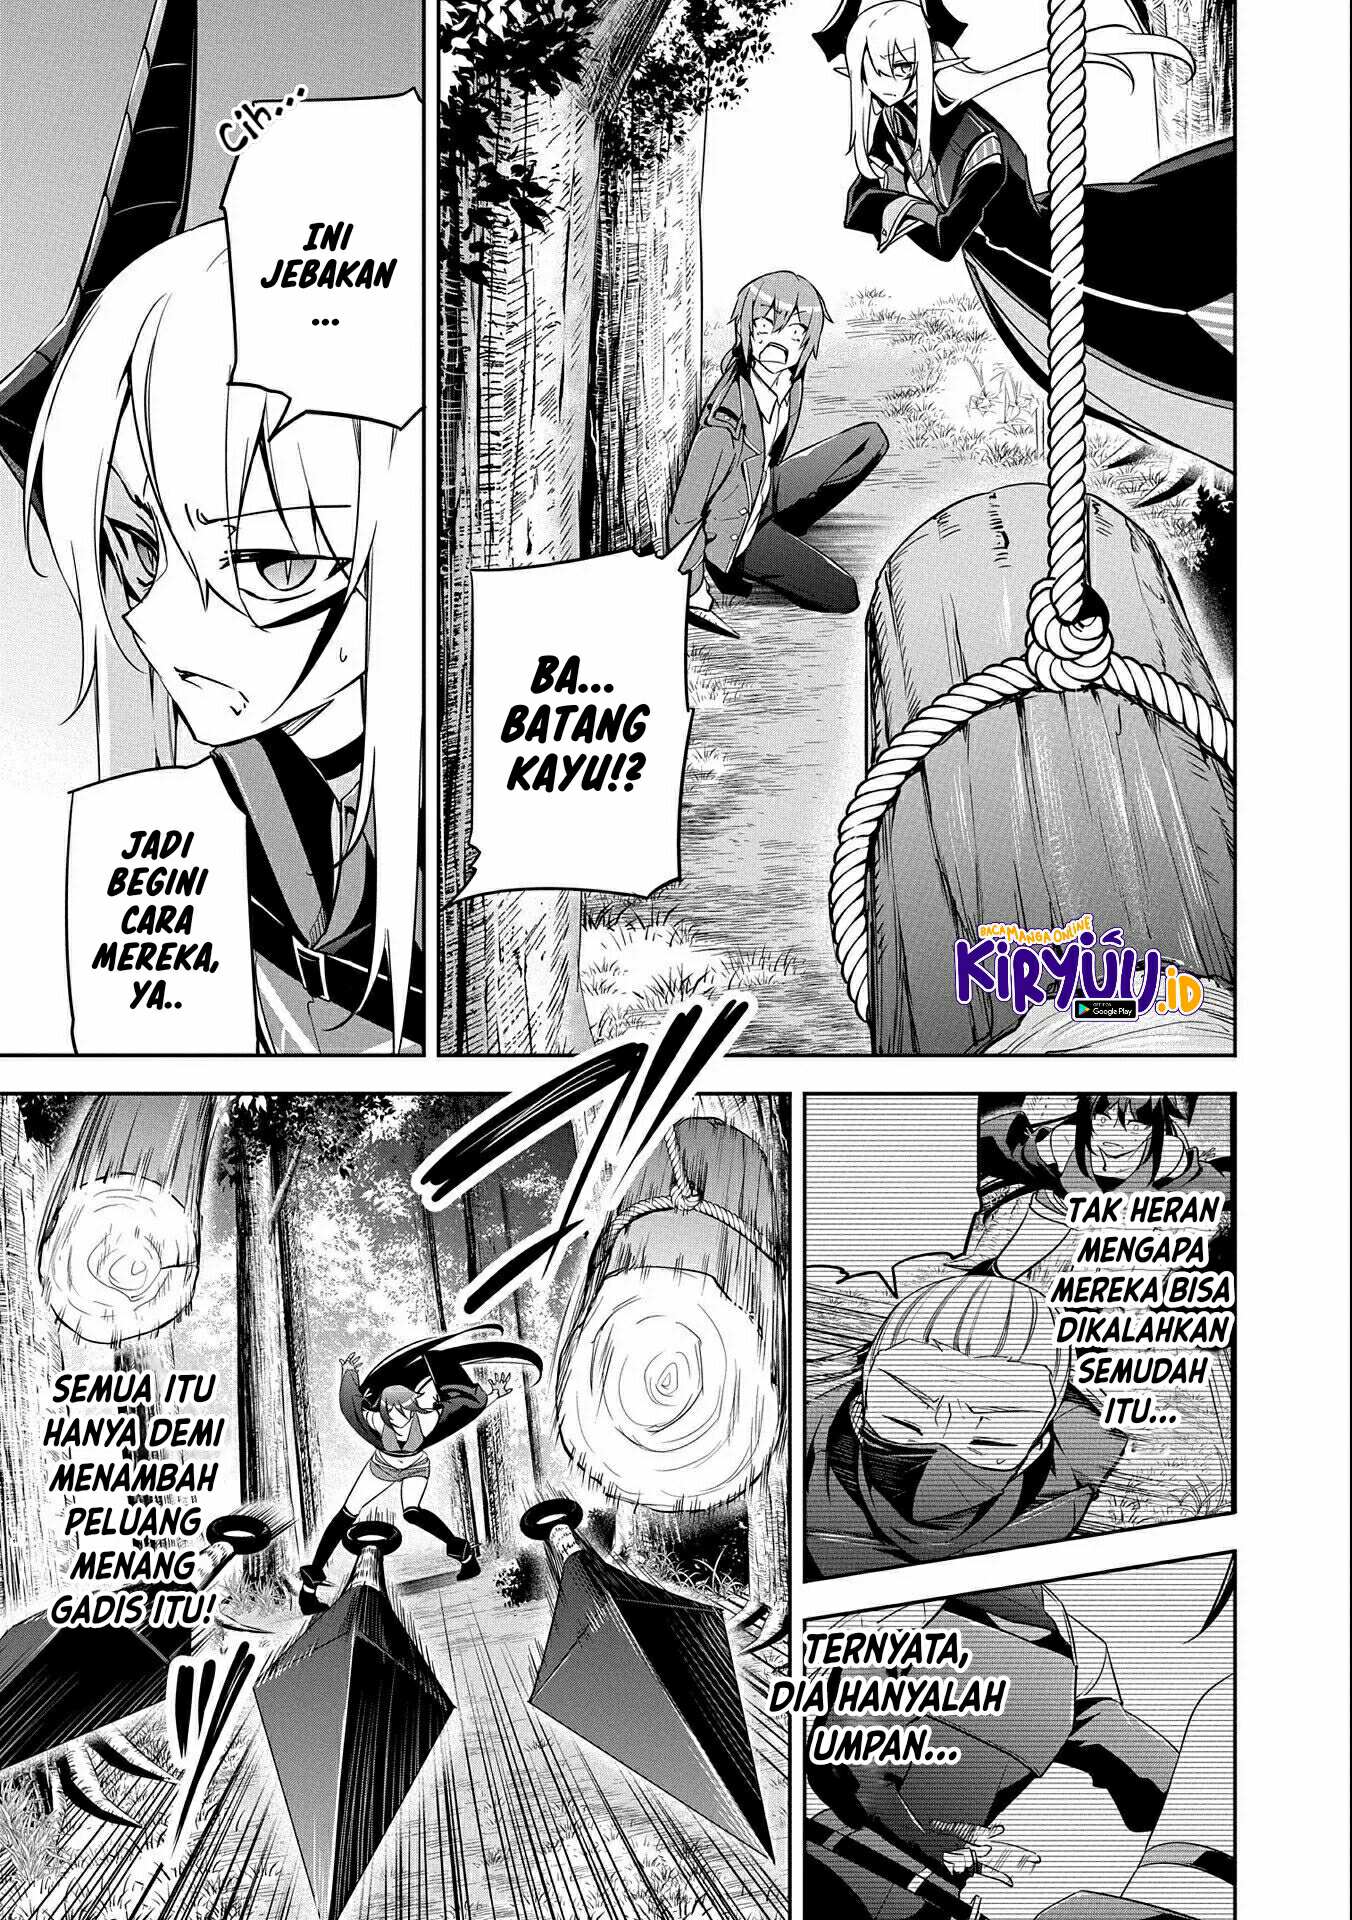 BA...
BATANG
KAYU!?
Cih...
INI
JEBAKAN
...
JADI
BEGINI
CARA
MEREKA,
YA..
BACA MANGA ONLINE
KIRYUU.id
Google Play
TAK HERAN
MENGAPA
MEREKA BISA
DIKALAHKAN
SEMUDAH
ITU...
TERNYATA,
DIA HANYALAH
UMPAN...
SEMUA ITU
HANYA DEMI
MENAMBAH
PELUANG
MENANG
GADIS ITU!